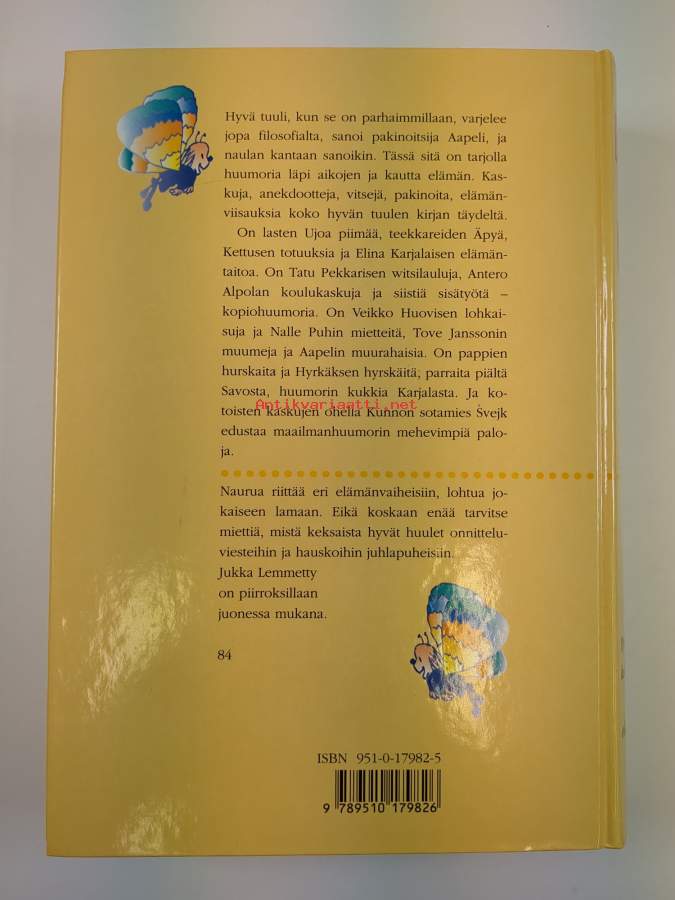 Hyvä tuuli, kun se on parhaimmillaan, varjelee
jopa filosofialta, sanoi pakinoitsija Aapeli, ja
naulan kantaan sanoikin. Tässä sitä on tarjolla
huumoria läpi aikojen ja kautta elämän. Kas-
kuja, anekdootteja, vitsejä, pakinoita, elämän-
viisauksia koko hyvän tuulen kirjan täydeltä.
On lasten Ujoa piimää, teekkareiden Äpyä,
Kettusen totuuksia ja Elina Karjalaisen elämän-
taitoa. On Tatu Pekkarisen witsilauluja, Antero
Alpolan koulukaskuja ja siistiä sisätyötä –
kopiohuumoria. On Veikko Huovisen lohkai-
suja ja Nalle Puhin mietteitä, Tove Janssonin
muumeja ja Aapelin muurahaisia. On pappien
hurskaita ja Hyrkäksen hyrskäitä, parraita piältä
Savosta, huumorin kukkia Karjalasta. Ja ko-
Antikvariaatti.net
toisten kaskujen ohella Kunnon sotamies Švejk
edustaa maailmanhuumorin mehevimpiä palo-
ja.
Naurua riittää eri elämänvaiheisiin, lohtua jo-
kaiseen lamaan. Eikä koskaan enää tarvitse
miettiä, mistä keksaista hyvät huulet onnittelu-
viesteihin ja hauskoihin juhlapuheisiin.
Jukka Lemmetty
on piirroksillaan
juonessa mukana.
84
ISBN 951-0-17982-5
9 789510 179826